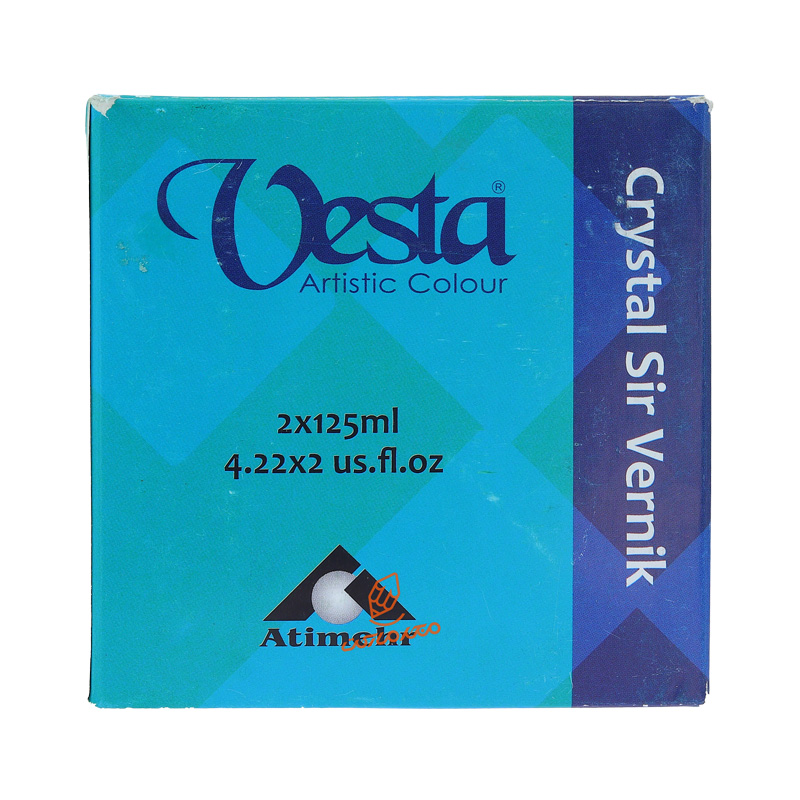 Vesta®
Artistic Colour
2x125ml
4.22x2 us.fl.oz
Atimehr
Crystal Sir Vernik